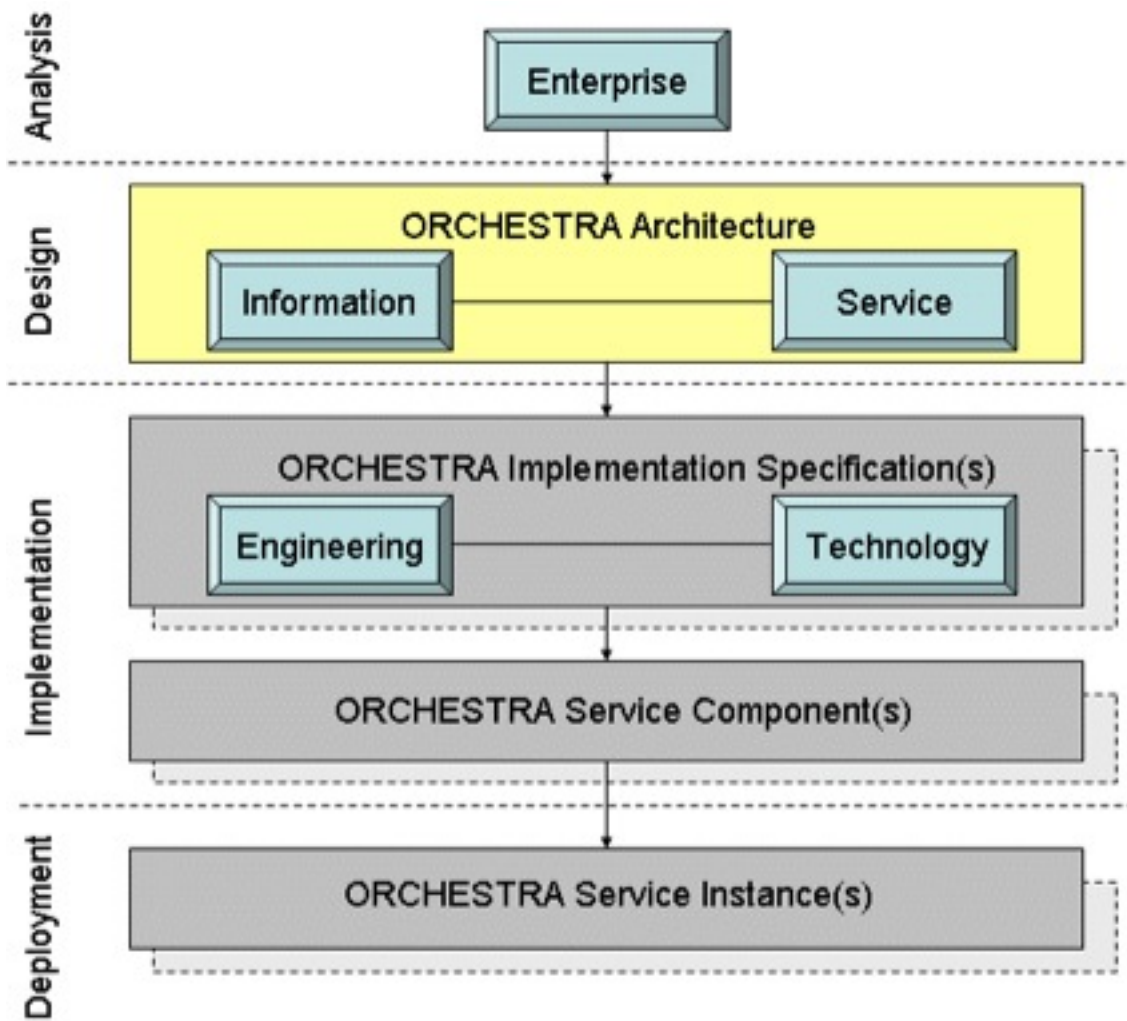 Analysis
Enterprise
Design
ORCHESTRA Architecture
Information
Service
Implementation
ORCHESTRA Implementation Specification(s)
Engineering
Technology
ORCHESTRA Service Component(s)
Deployment
ORCHESTRA Service Instance(s)